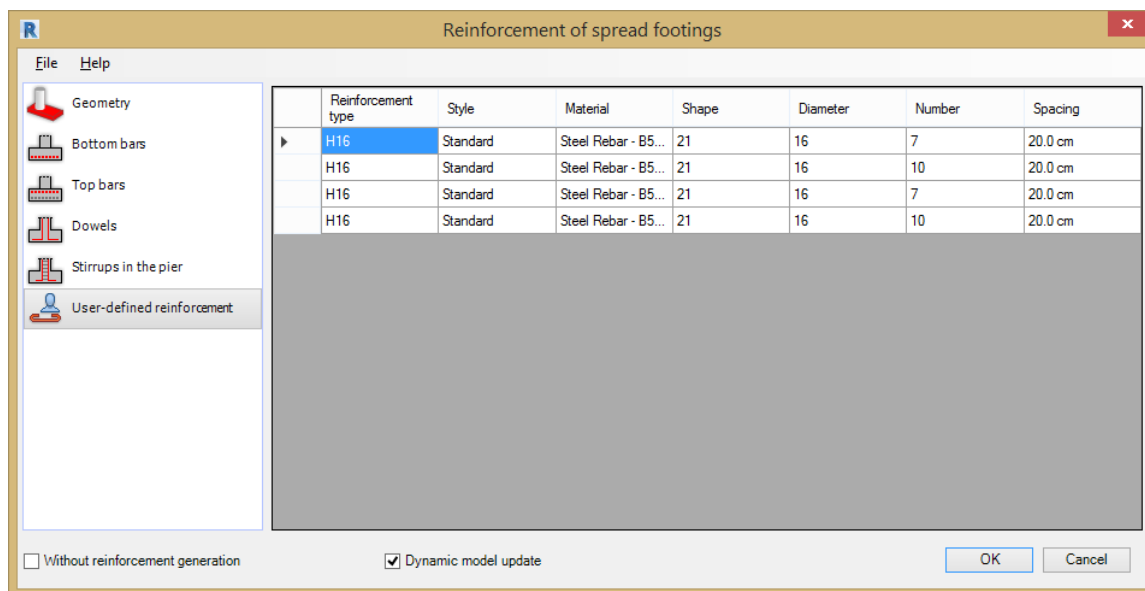 R
Reinforcement of spread footings
x
File Help
Geometry
Bottom bars
Top bars
Dowels
Stirrups in the pier
User-defined reinforcement
Reinforcement type Style Material Shape Diameter Number Spacing
H16 Standard Steel Rebar - B5... 21 16 7 20.0 cm
H16 Standard Steel Rebar - B5... 21 16 10 20.0 cm
H16 Standard Steel Rebar - B5... 21 16 7 20.0 cm
H16 Standard Steel Rebar - B5... 21 16 10 20.0 cm
Without reinforcement generation
Dynamic model update
OK Cancel